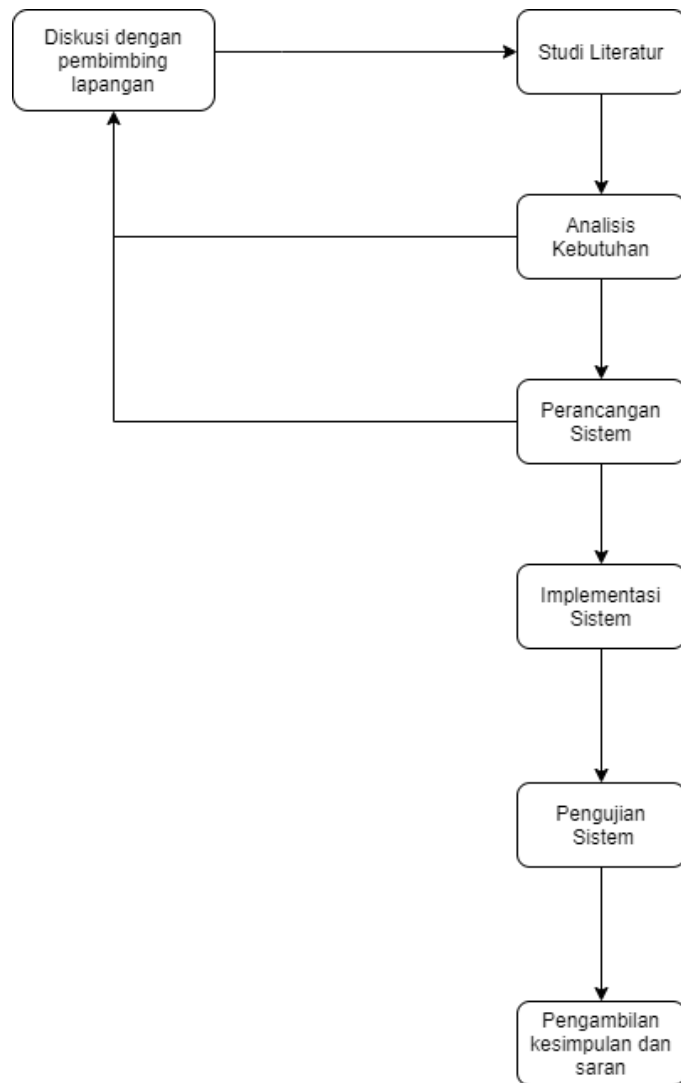 Diskusi dengan
pembimbing
lapangan
Studi Literatur
Analisis
Kebutuhan
Perancangan
Sistem
Implementasi
Sistem
Pengujian
Sistem
Pengambilan
kesimpulan dan
saran